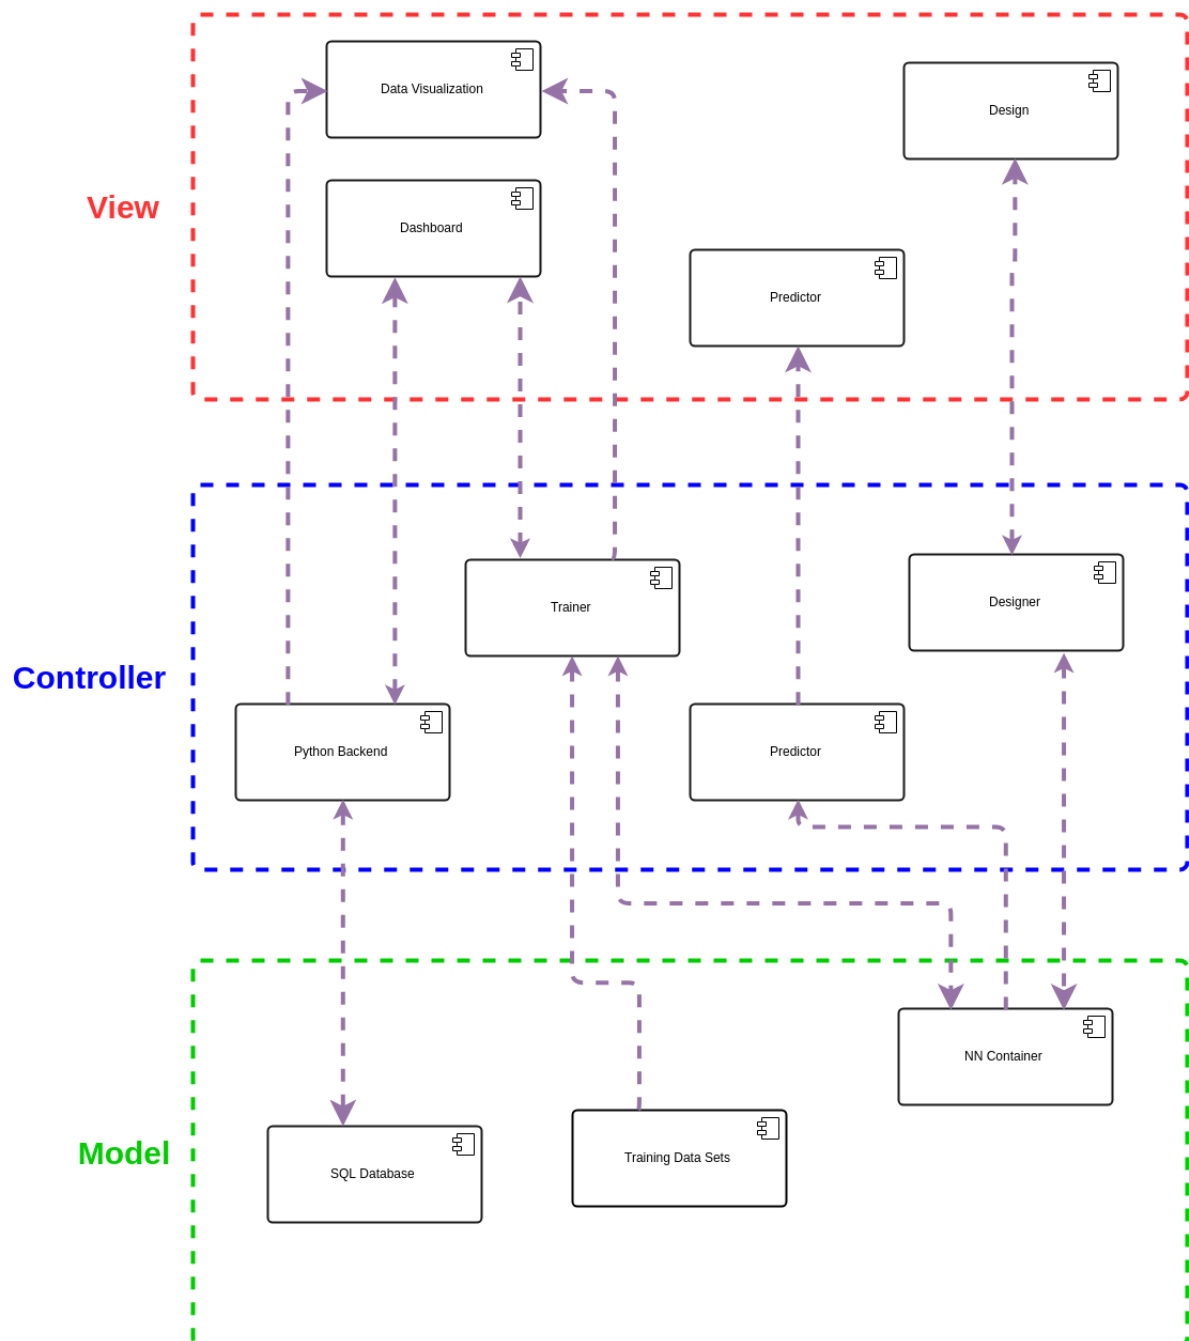 Data Visualization
Design
View
Dashboard
Predictor
Trainer
Designer
Controller
Python Backend
Predictor
NN Container
Model
SQL Database
Training Data Sets